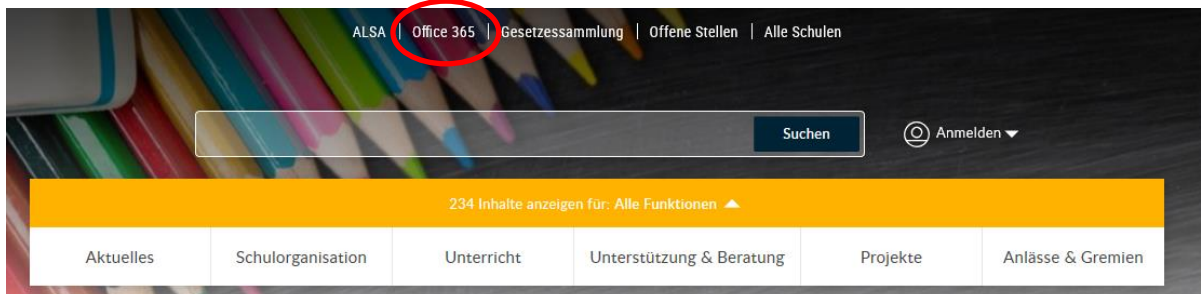 ALSA | Office 365 | Gesetzessammlung | Offene Stellen | Alle Schulen
Suchen Anmelden
234 Inhalte anzeigen für: Alle Funktionen
Aktuelles Schulorganisation Unterricht Unterstützung & Beratung Projekte Anlässe & Gremien